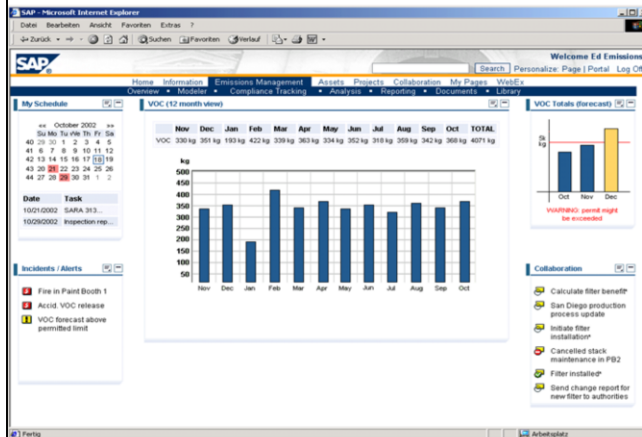 SAP - Microsoft Internet Explorer
Datei Bearbeiten Ansicht Favoriten Extras ?
Zurück Suchen Favoriten Verlauf
SAP
Welcome Ed Emissions
Search Personalize: Page | Portal Log Off
Home Information Emissions Management Assets Projects Collaboration My Pages WebEx
Overview • Modeler • Compliance Tracking • Analysis • Reporting • Documents • Library
My Schedule
<< October 2002 >>
Su Mo Tu We Th Fr Sa
40 29 30 1 2 3 4 5
41 6 7 8 9 10 11 12
42 13 14 15 16 17 18 19
43 20 21 22 23 24 25 26
44 27 28 29 30 31 1 2
Date Task
10/21/2002 SARA 313...
10/29/2002 Inspection rep...
Incidents / Alerts
Fire in Paint Booth 1
Accid. VOC release
VOC forecast above
permitted limit
VOC (12 month view)
Nov Dec Jan Feb Mar Apr May Jun Jul Aug Sep Oct TOTAL
VOC 330 kg 351 kg 193 kg 422 kg 339 kg 363 kg 334 kg 352 kg 318 kg 359 kg 342 kg 368 kg 4071 kg
kg
500
450
400
350
300
250
200
150
100
50
Nov Dec Jan Feb Mar Apr May Jun Jul Aug Sep Oct
VOC Totals (forecast)
5k
kg
Oct Nov Dec
WARNING: permit might
be exceeded
Collaboration
Calculate filter benefit*
San Diego production
process update
Initiate filter
installation*
Cancelled stack
maintenance in PB2
Filter installed*
Send change report for
new filter to authorities
Fertig
Arbeitsplatz